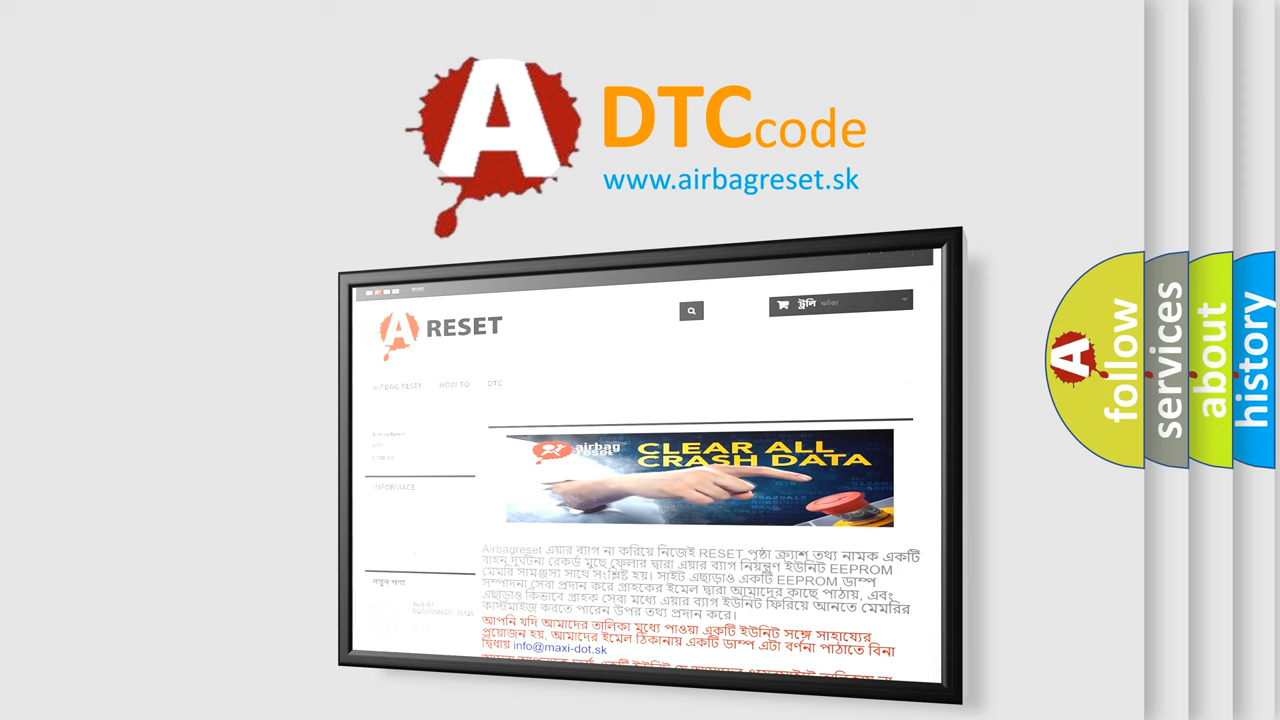 A
DTCcode
www.airbagreset.sk
বাংলা
A RESET
ট্রলি (খালি)
AIRBAG RESET HOW TO DTC
INFORMACE
নতুন পণ্য
airbag
reset
CLEAR ALL
CRASH DATA
Airbagreset এয়ার ব্যাগ না করিয়ে নিজেই RESET পৃষ্ঠা ক্র্যাশ তথ্য নামক একটি
বাহন দুর্ঘটনা রেকর্ড মুছে ফেলার দ্বারা এয়ার ব্যাগ নিয়ন্ত্রণ ইউনিট EEPROM
মেমরি সামঞ্জস্য সাথে সংশ্লিষ্ট হয়। সাইট এছাড়াও একটি EEPROM ডাম্প
সম্পাদনা সেবা প্রদান করে গ্রাহকের ইমেল দ্বারা আমাদের কাছে পাঠায়, এবং
এছাড়াও কিভাবে গ্রাহক সেবা মধ্যে এয়ার ব্যাগ ইউনিট ফিরিয়ে আনতে মেমরির
কাস্টমাইজ করতে পারেন উপর তথ্য প্রদান করে।
আপনি যদি আমাদের তালিকা মধ্যে পাওয়া একটি ইউনিট সঙ্গে সাহায্যের
প্রয়োজন হয়, আমাদের ইমেল ঠিকানায় একটি ডাম্প এটা বর্ণনা পাঠাতে বিনা
দ্বিধায় info@maxi-dot.sk
A
follow
services
about
history